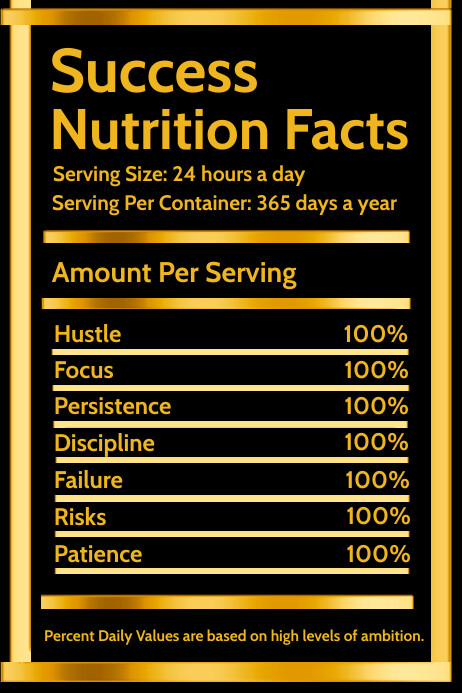 Success
Nutrition Facts
Serving Size: 24 hours a day
Serving Per Container: 365 days a year
Amount Per Serving
Hustle 100%
Focus 100%
Persistence 100%
Discipline 100%
Failure 100%
Risks 100%
Patience 100%
Percent Daily Values are based on high levels of ambition.